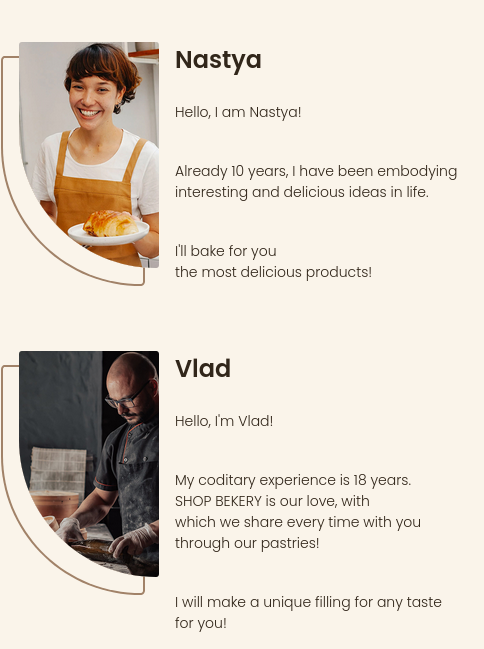 Nastya
Hello, I am Nastya!
Already 10 years, I have been embodying
interesting and delicious ideas in life.
I'll bake for you
the most delicious products!
Vlad
Hello, I'm Vlad!
My coditary experience is 18 years.
SHOP BEKERY is our love, with
which we share every time with you
through our pastries!
I will make a unique filling for any taste
for you!